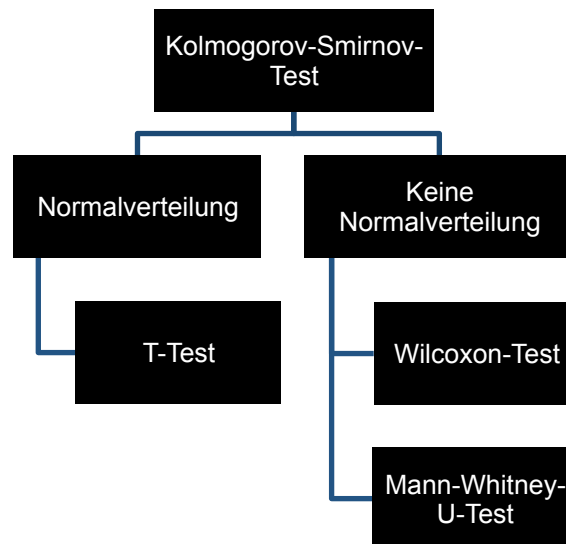 Kolmogorov-Smirnov-
Test
Normalverteilung
Keine
Normalverteilung
T-Test
Wilcoxon-Test
Mann-Whitney-
U-Test